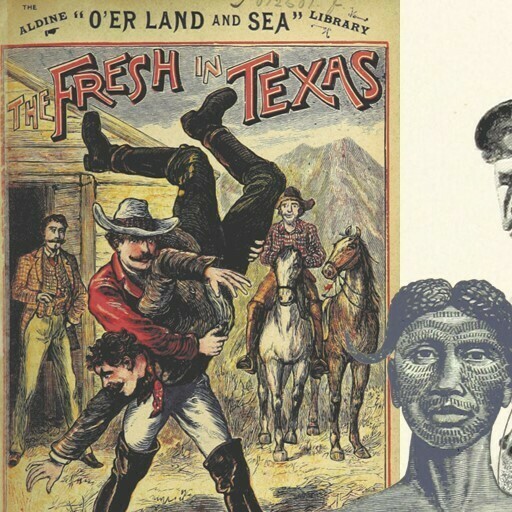 THE
ALDINE "O'ER LAND AND SEA" LIBRARY
THE FRESH IN TEXAS